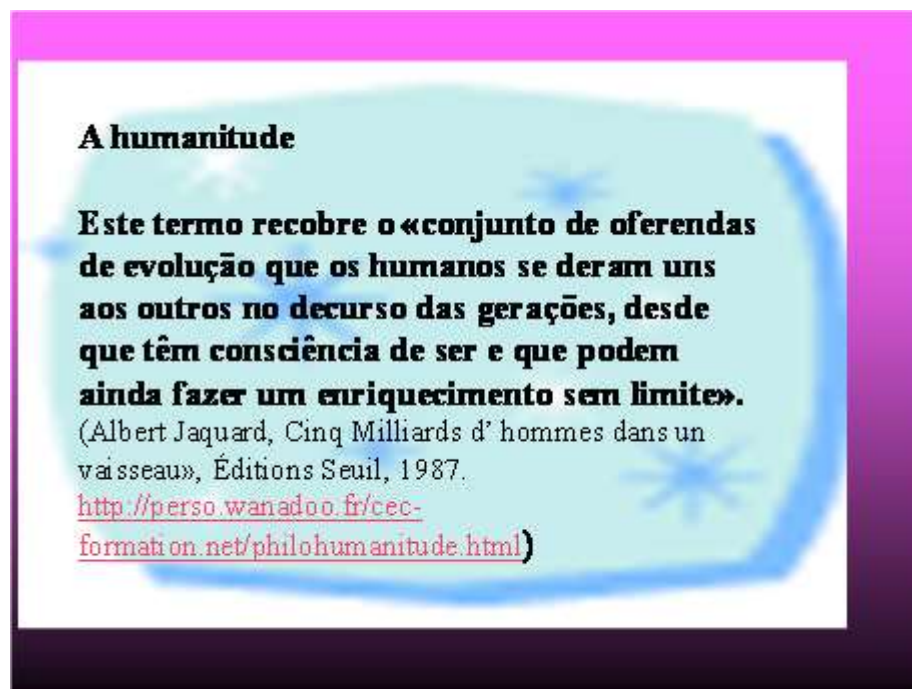 A humanitude
Este termo recobre o «conjunto de oferendas
de evolução que os humanos se deram uns
aos outros no decurso das gerações, desde
que têm consciência de ser e que podem
ainda fazer um enriquecimento sem limite».
(Albert Jaquard, Cinq Milliards d’ hommes dans un
vaisseau», Éditions Seuil, 1987.
http://perso.wanadoo.fr/cec-
formation.net/philohumanitude.html)